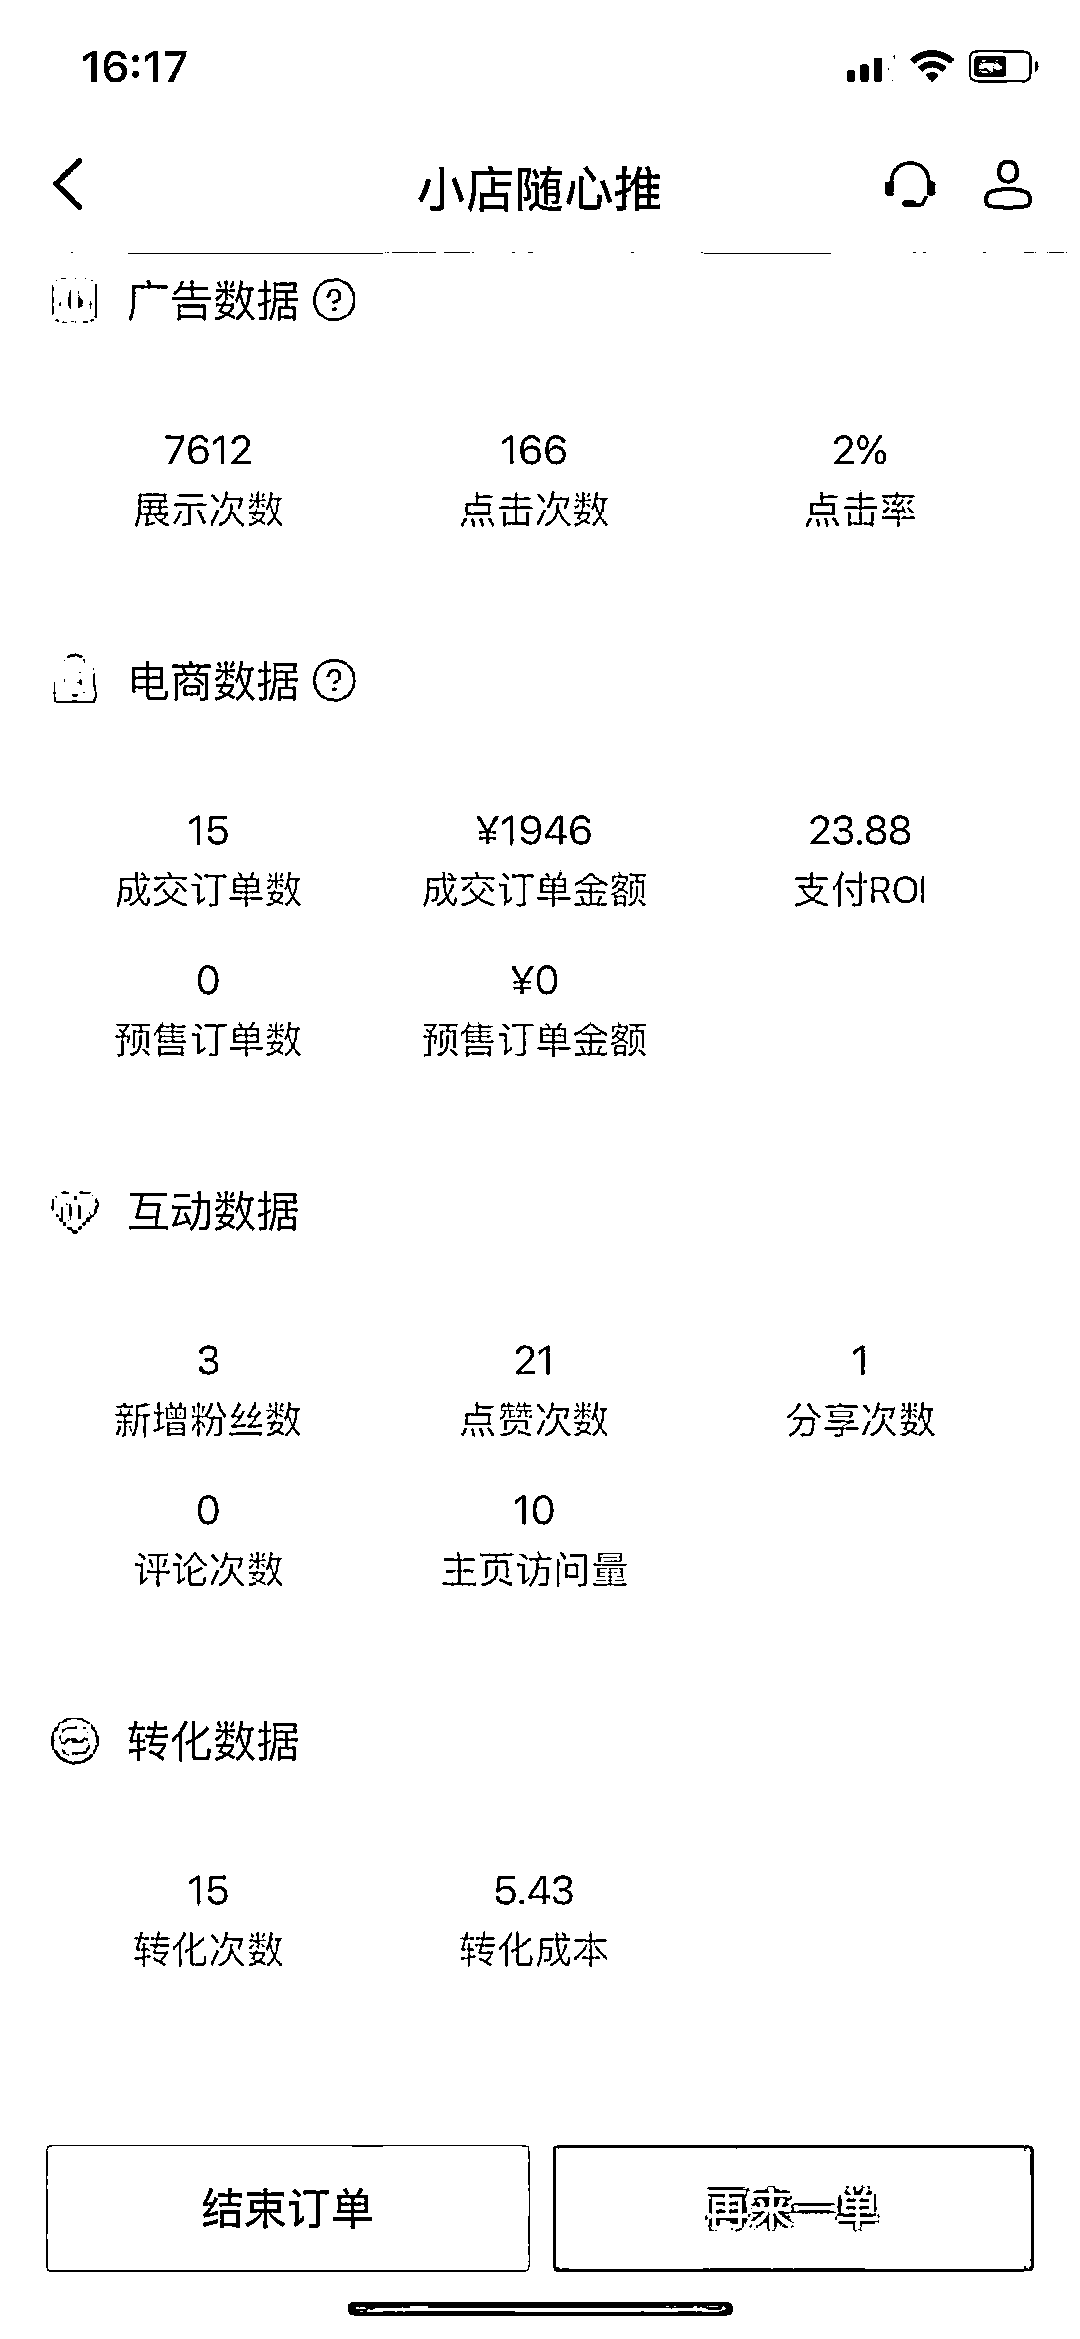 16:17
小店随心推
广告数据 ?
7612 166 2%
展示次数 点击次数 点击率
电商数据 ?
15 ¥1946 23.88
成交订单数 成交订单金额 支付ROI
0 ¥0
预售订单数 预售订单金额
互动数据
3 21 1
新增粉丝数 点赞次数 分享次数
0 10
评论次数 主页访问量
转化数据
15 5.43
转化次数 转化成本
结束订单 再来一单